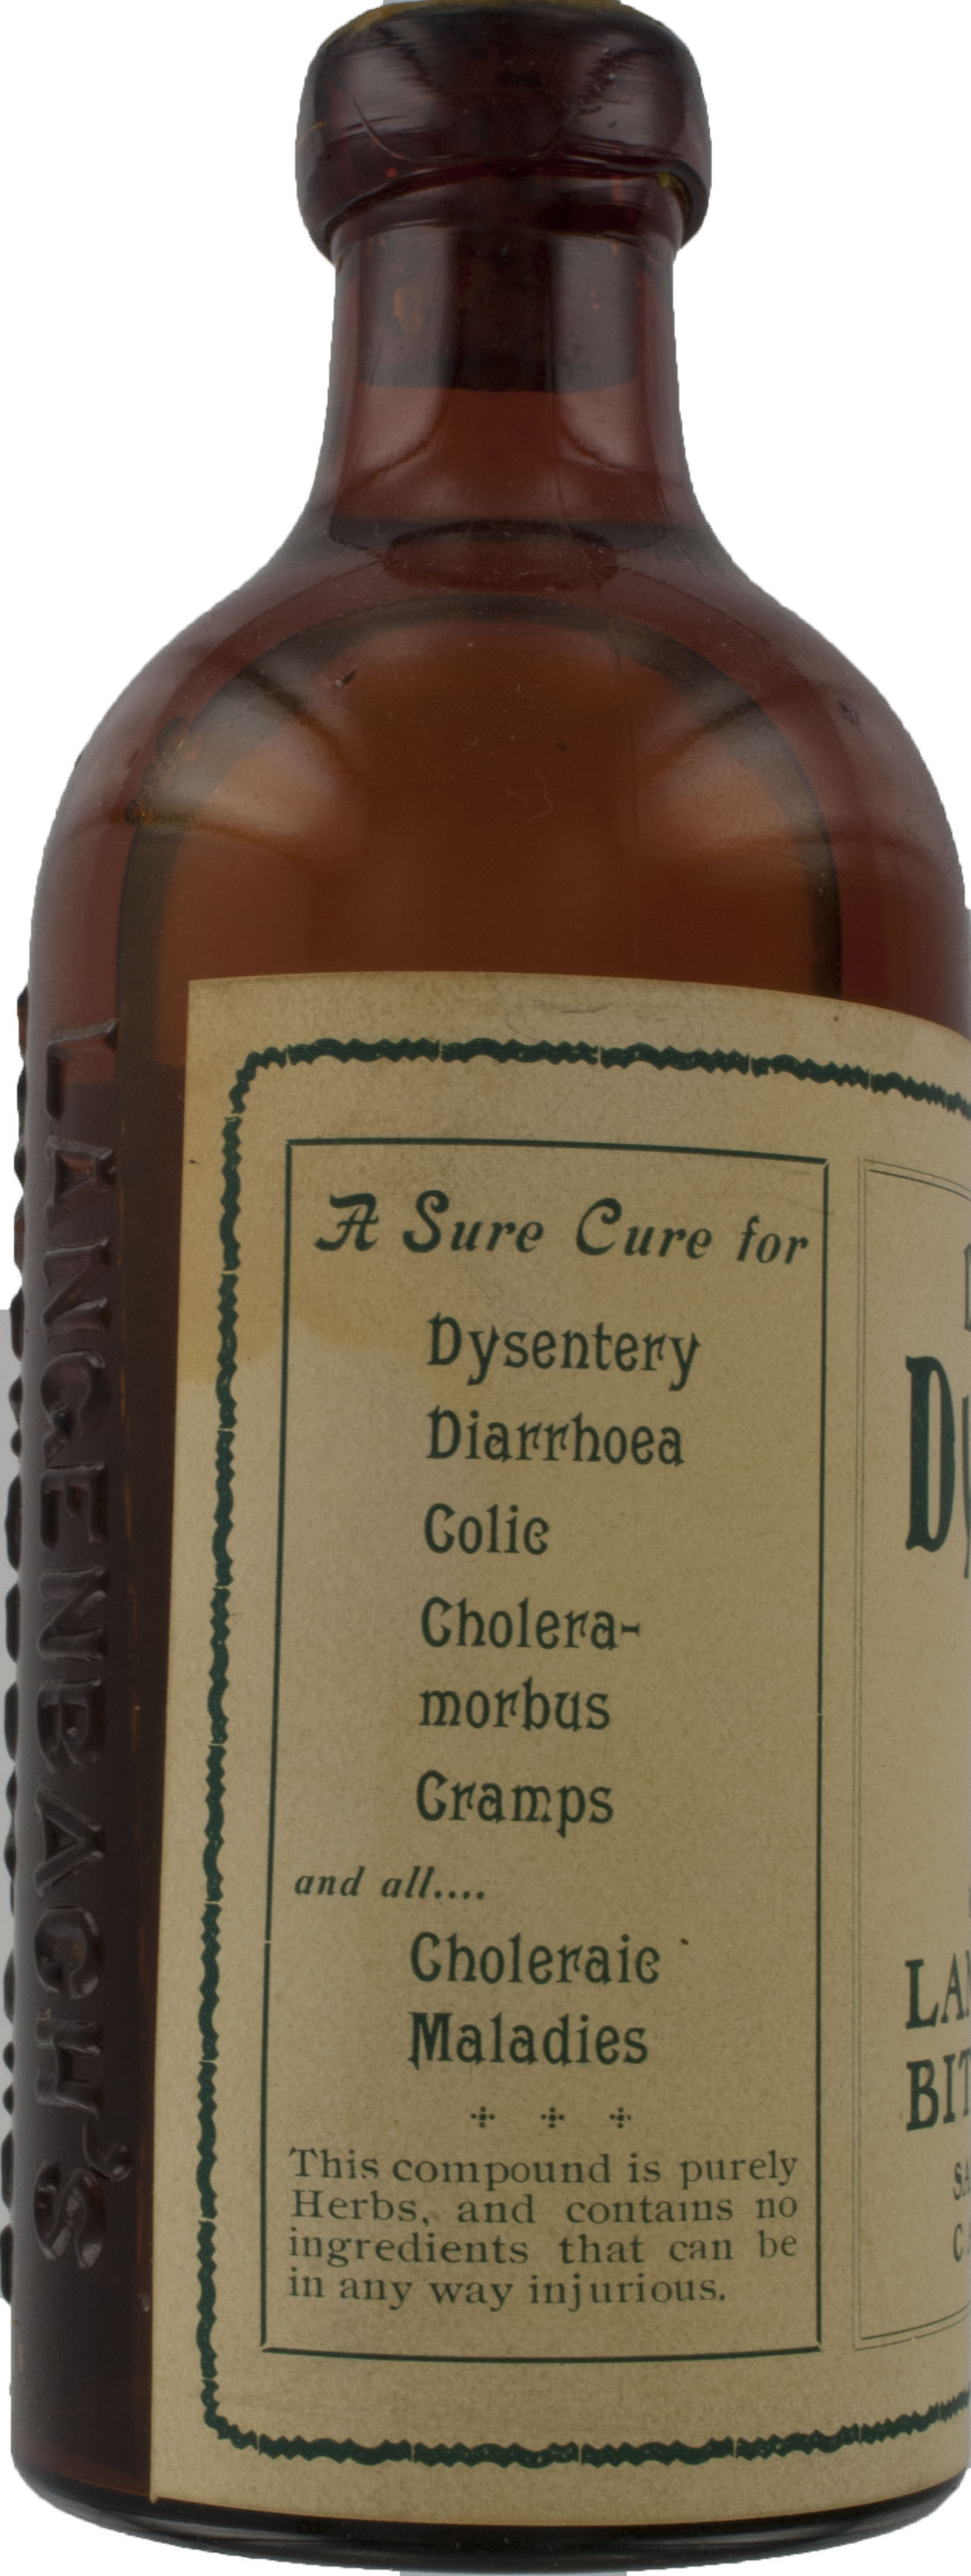 LANGENBACH'S
A Sure Cure for
Dysentery
Diarrhoea
Colic
Cholera-
morbus
Cramps
and all....
Choleraic
Maladies
This compound is purely
Herbs, and contains no
ingredients that can be
in any way injurious.